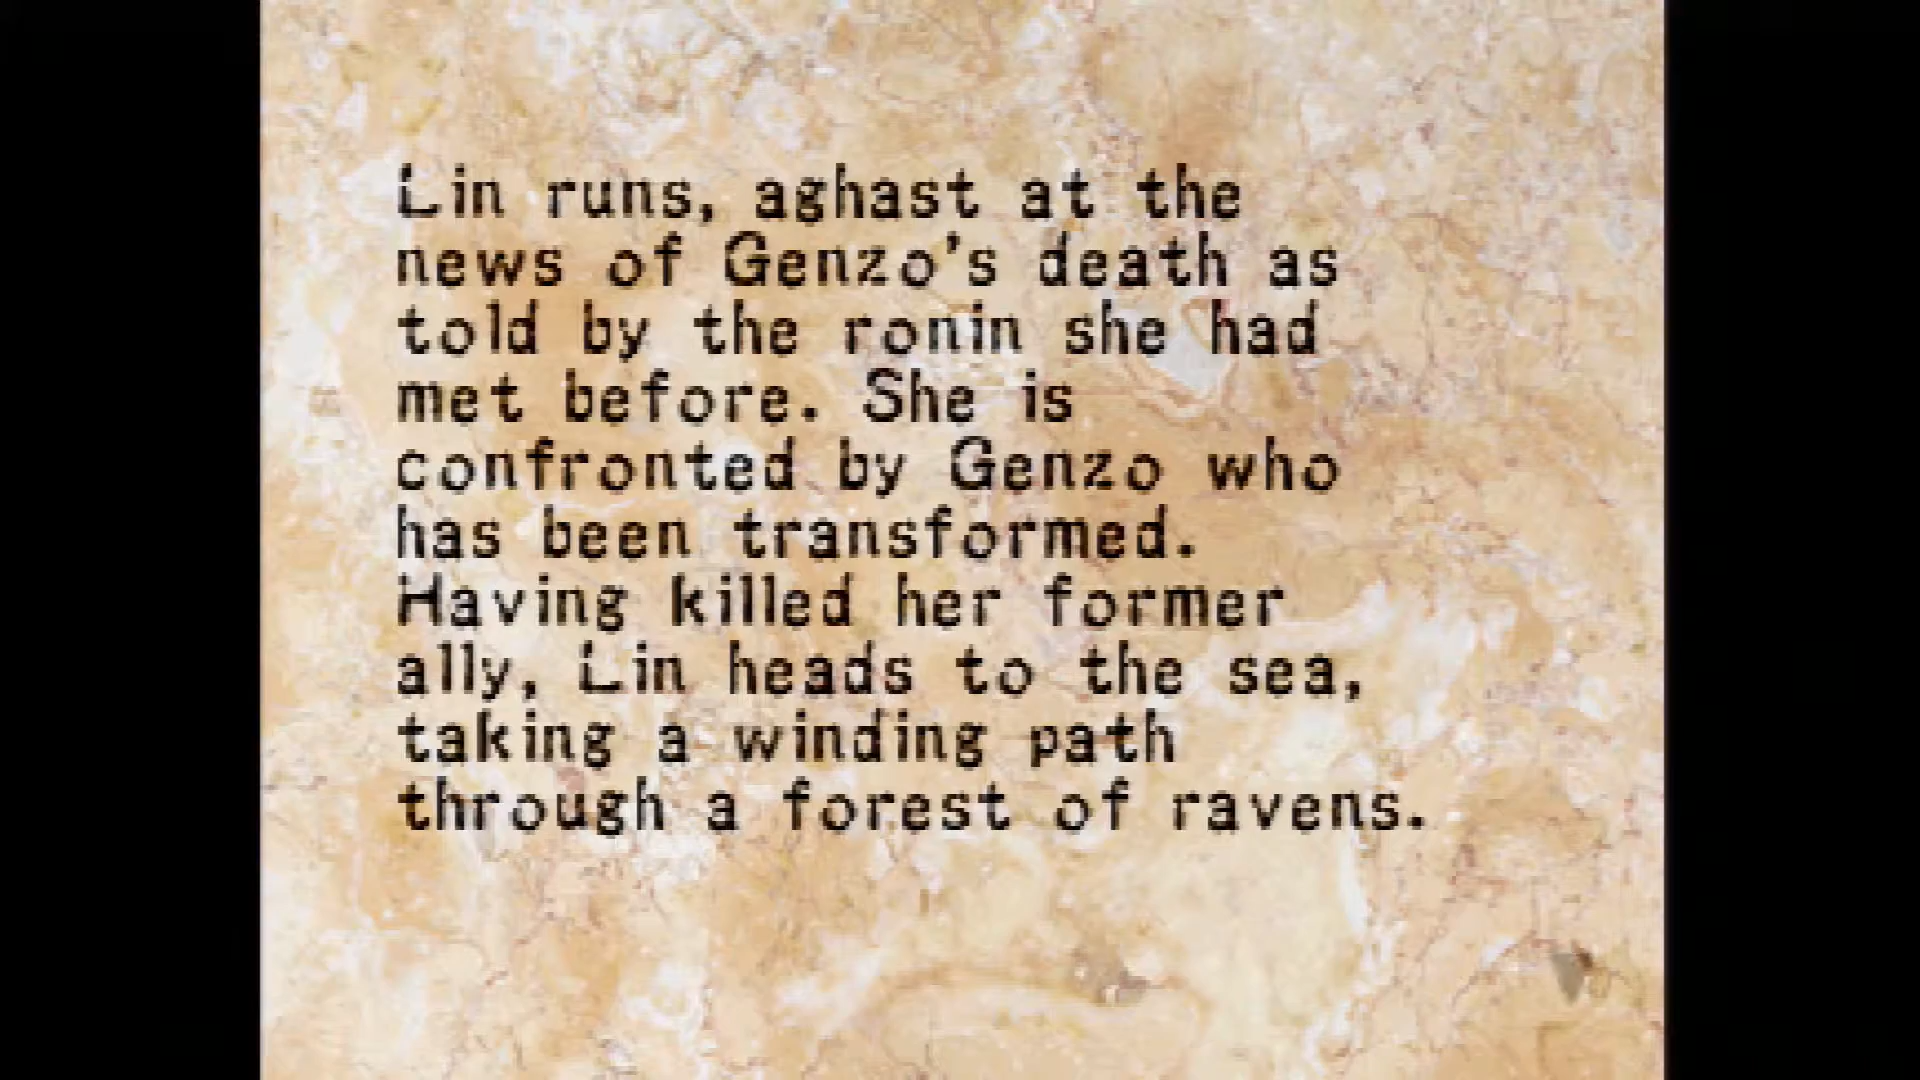 Lin runs, aghast at the
news of Genzo's death as
told by the ronin she had
met before. She is
confronted by Genzo who
has been transformed.
Having killed her former
ally, Lin heads to the sea,
taking a winding path
through a forest of ravens.